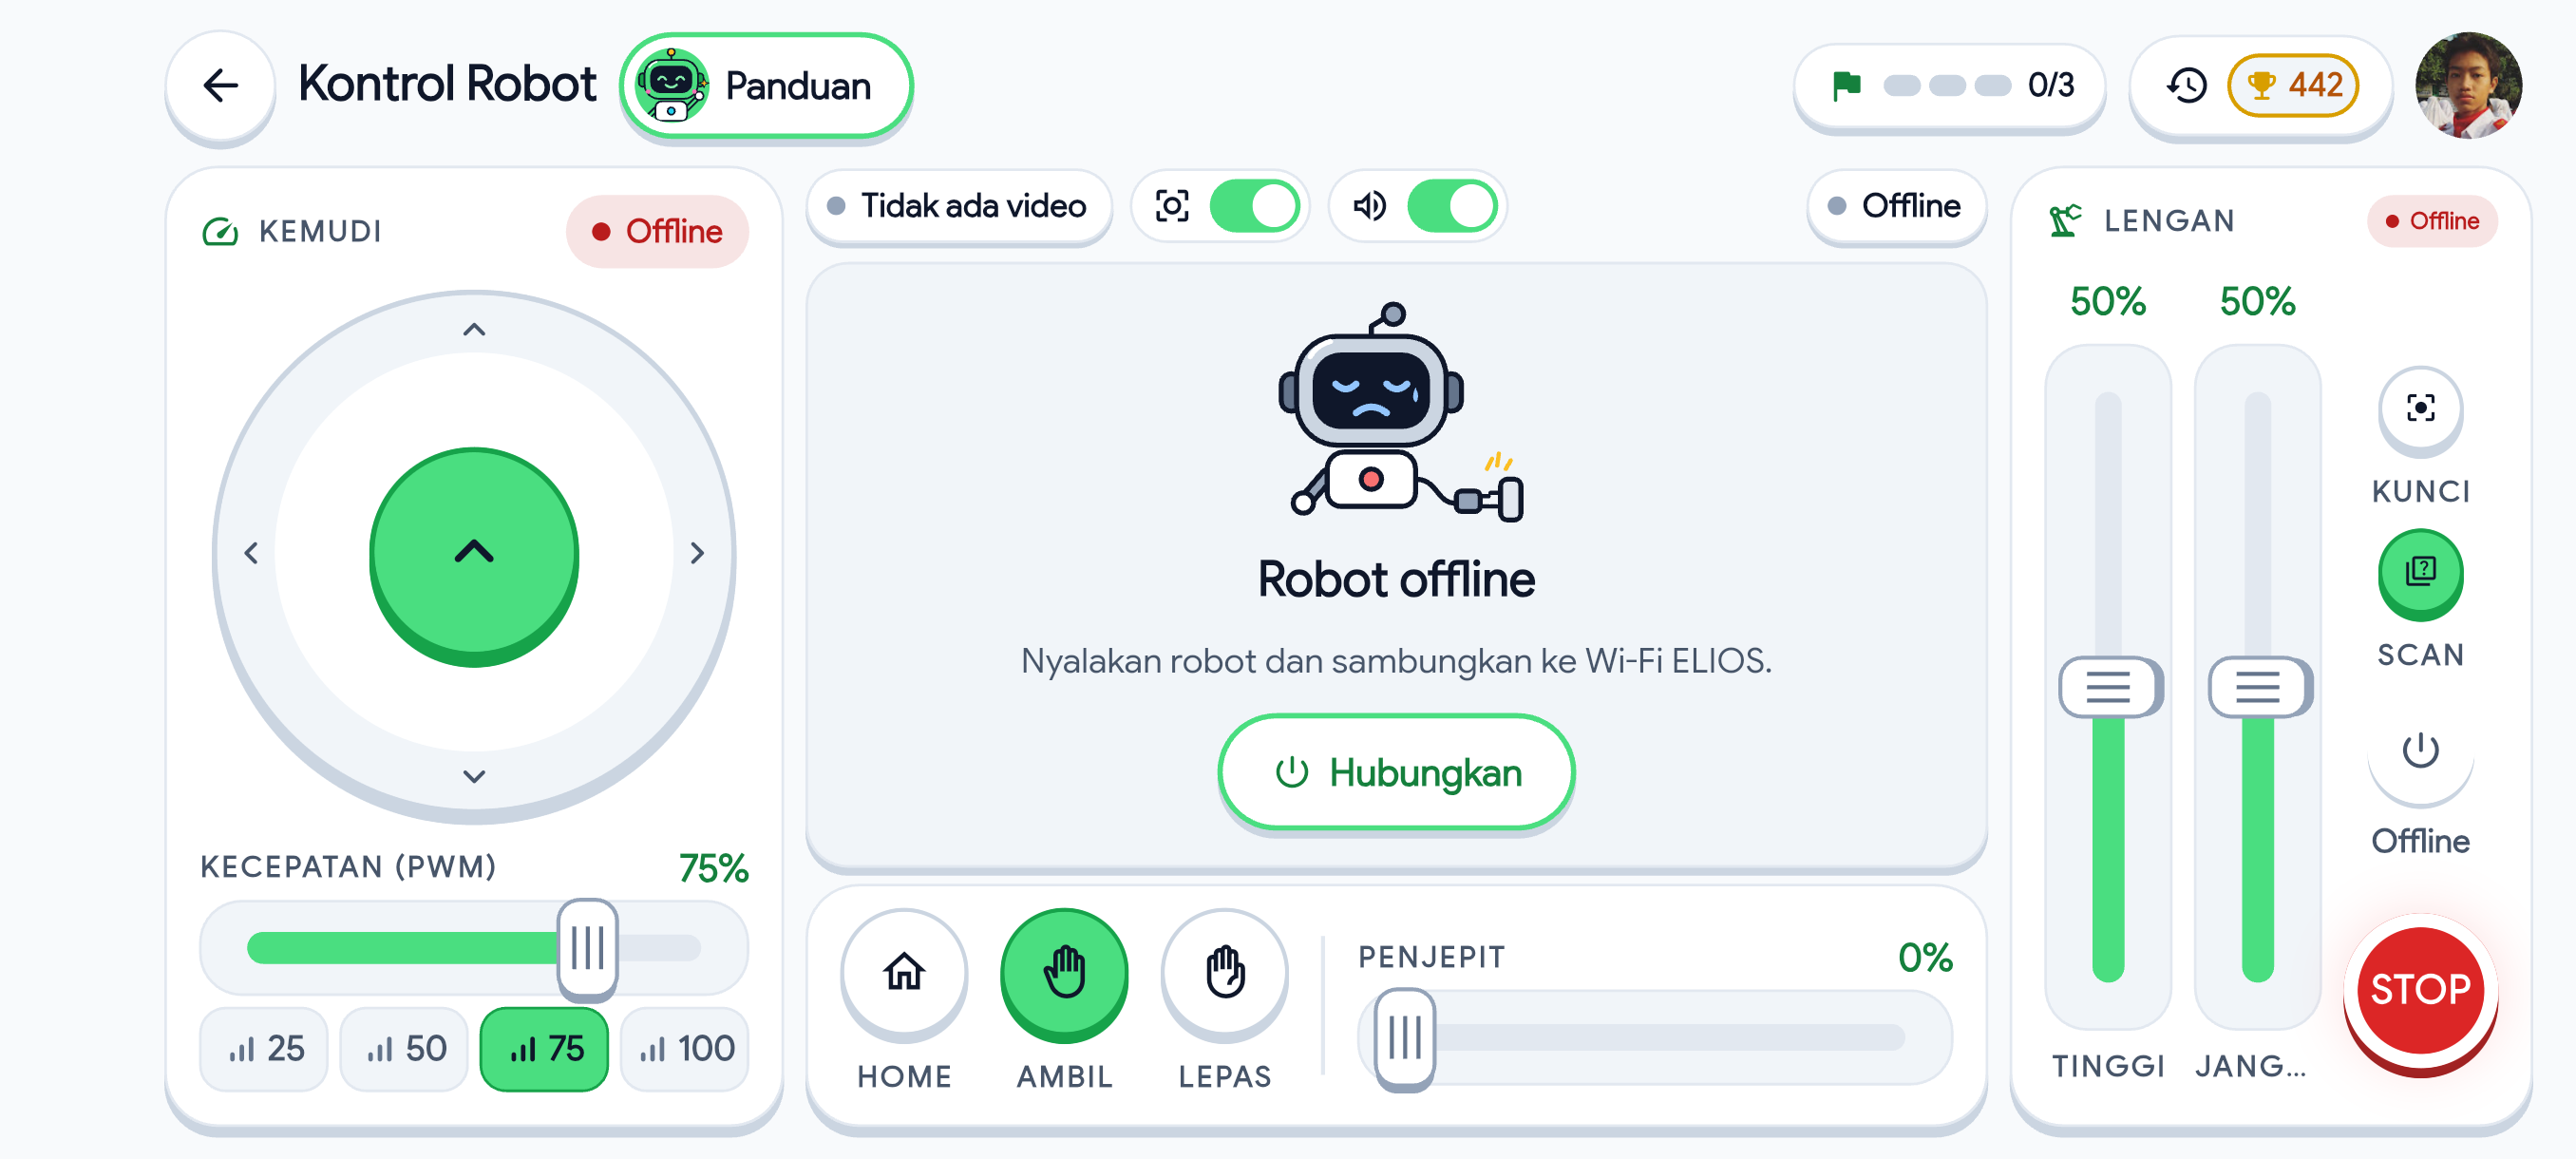 Kontrol Robot
Panduan
0/3
442
KEMUDI
Offline
KECEPATAN (PWM)
75%
25
50
75
100
Tidak ada video
Offline
Robot offline
Nyalakan robot dan sambungkan ke Wi-Fi ELIOS.
Hubungkan
HOME
AMBIL
LEPAS
PENJEPIT
0%
LENGAN
Offline
50%
50%
TINGGI
JANG...
KUNCI
SCAN
Offline
STOP